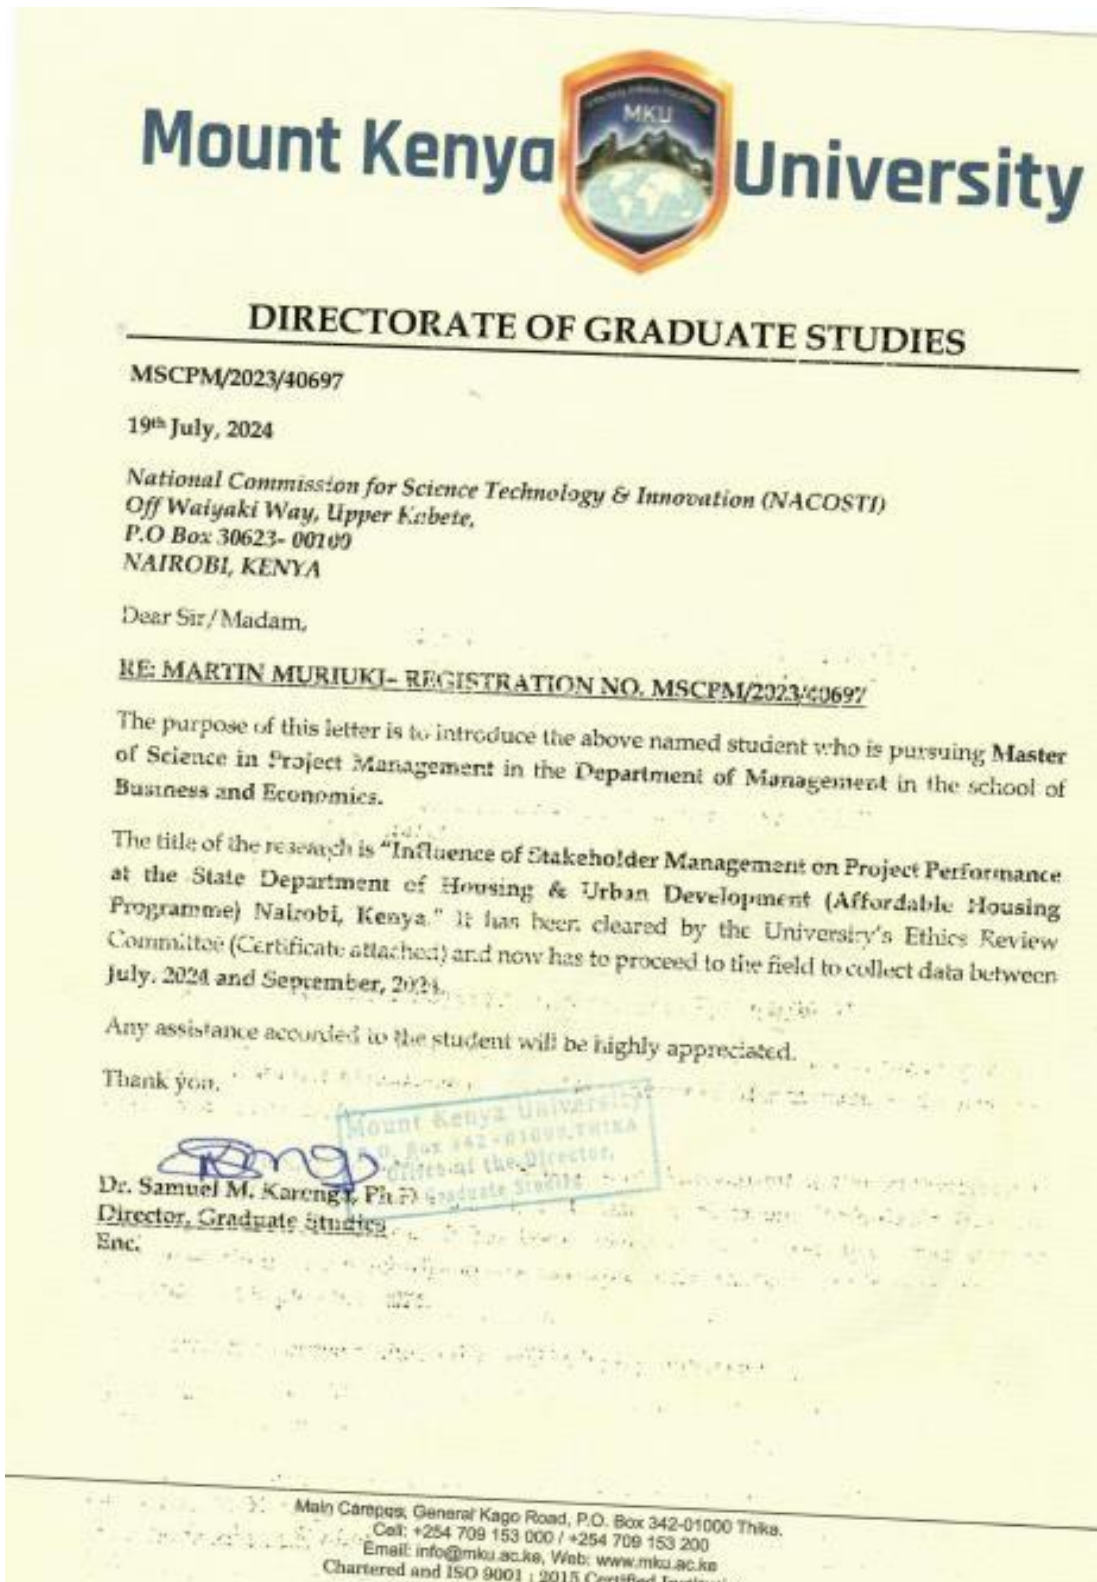 Mount Kenya University
MKU
DIRECTORATE OF GRADUATE STUDIES
MSCPM/2023/40697
19th July, 2024
National Commission for Science Technology & Innovation (NACOSTI)
Off Waiyaki Way, Upper Kabete,
P.O Box 30623- 00100
NAIROBI, KENYA
Dear Sir/Madam,
RE: MARTIN MURIUKI- REGISTRATION NO. MSCPM/2023/40697
The purpose of this letter is to introduce the above named student who is pursuing Master
of Science in Project Management in the Department of Management in the school of
Business and Economics.
The title of the research is "Influence of Stakeholder Management on Project Performance
at the State Department of Housing & Urban Development (Affordable Housing
Programme) Nairobi, Kenya." It has been cleared by the University's Ethics Review
Committee (Certificate attached) and now has to proceed to the field to collect data between
July, 2024 and September, 2024.
Any assistance accorded to the student will be highly appreciated.
Thank you.
Mount Kenya University
P.O. Box 342-01000, THIKA
Office of the Director,
Graduate Studies
Dr. Samuel M. Karenga, Ph.D
Director, Graduate Studies
Enc.
Main Campus, General Kago Road, P.O. Box 342-01000 Thika.
Cell: +254 709 153 000 / +254 709 153 200
Email: info@mku.ac.ke, Web: www.mku.ac.ke
Chartered and ISO 9001 : 2015 Certified